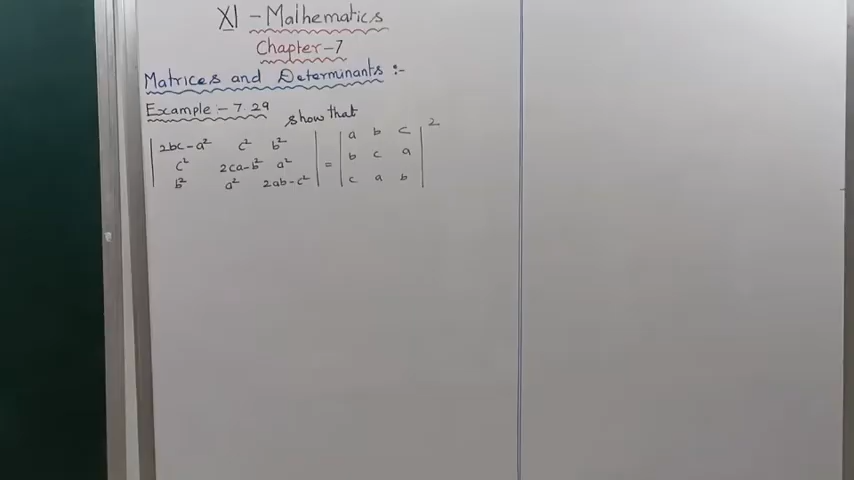 XI - Mathematics
Chapter-7
Matrices and Determinants :-
Example:- 7.29 show that
| 2bc-a² c² b² | = | a b c |²
| c² 2ca-b² a² | | b c a |
| b² a² 2ab-c² | | c a b |